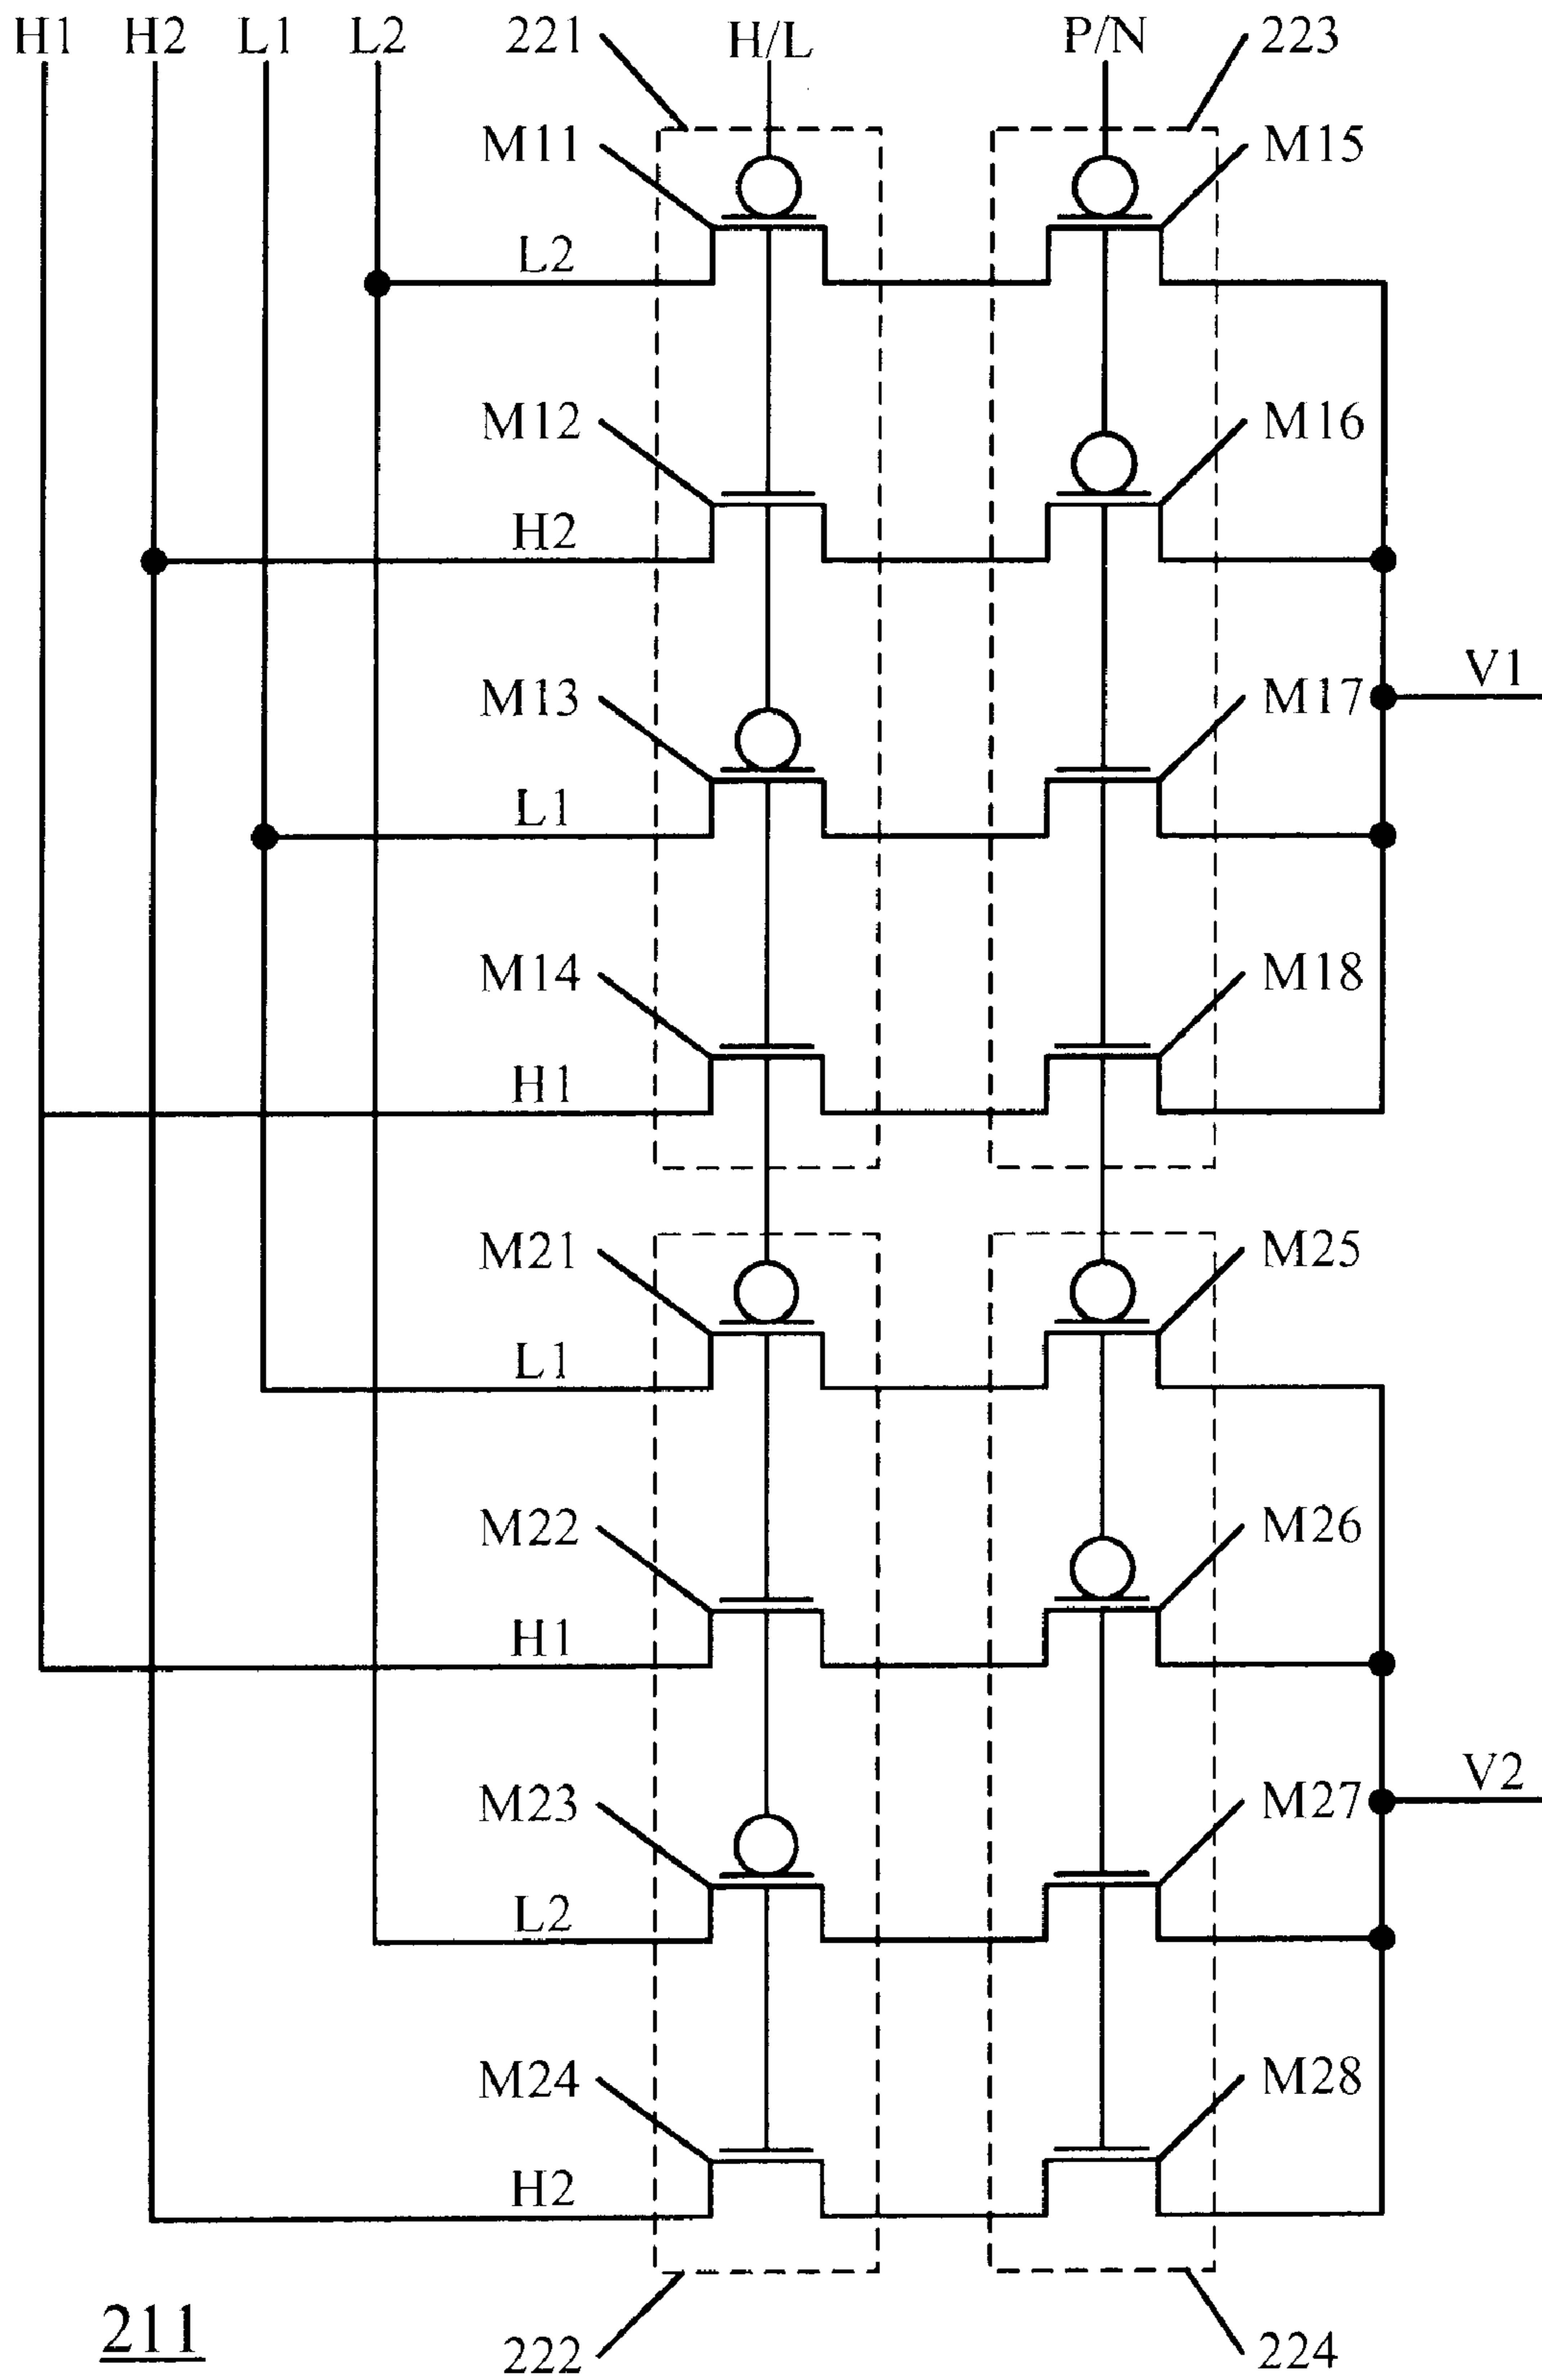 H1 H2 L1 L2 221 H/L P/N 223
M11 M15
L2
M12 M16
H2
V1
M13 M17
L1
M14 M18
H1
M21 M25
L1
M22 M26
H1
V2
M23 M27
L2
M24 M28
H2
211 222 224